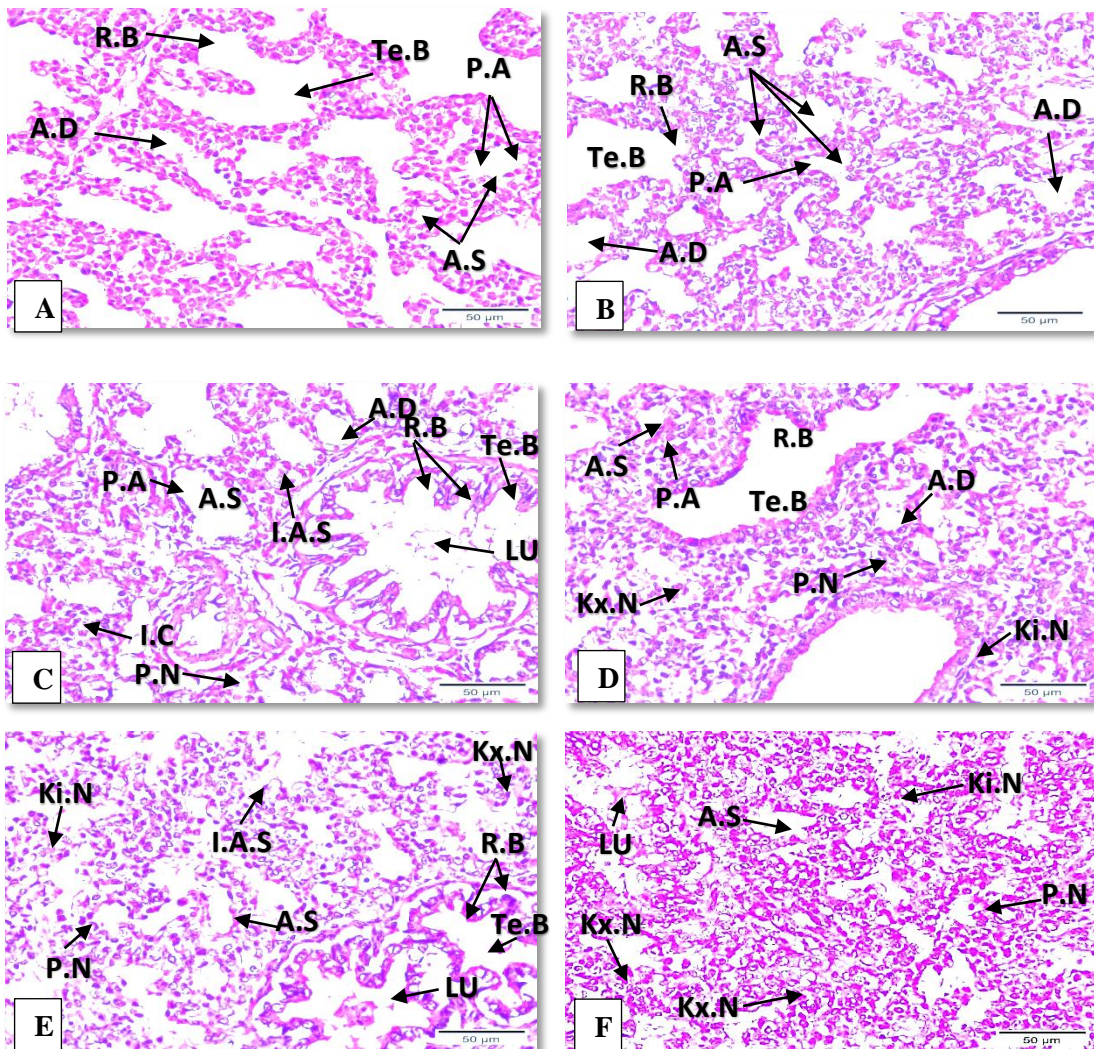 R.B
Te.B
P.A
A.D
A.S
A
50 µm
A.S
R.B
A.D
Te.B
P.A
A.D
B
50 µm
A.D
R.B
Te.B
P.A
A.S
I.A.S
LU
I.C
P.N
C
50 µm
R.B
A.S
P.A
Te.B
A.D
P.N
Kx.N
Ki.N
D
50 µm
Kx.N
Ki.N
I.A.S
R.B
A.S
Te.B
P.N
LU
E
50 µm
Ki.N
A.S
LU
P.N
Kx.N
Kx.N
F
50 µm